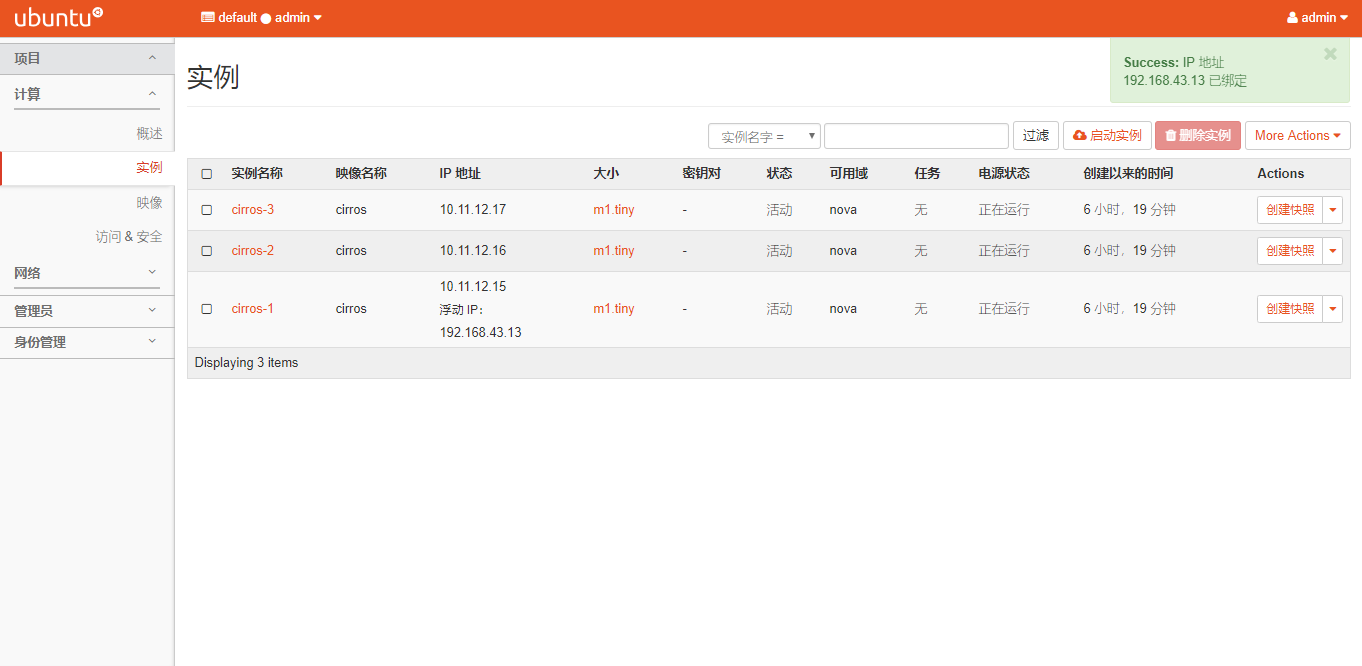 ubuntu
default admin
admin
项目
计算
概述
实例
映像
访问 & 安全
网络
管理员
身份管理
实例
Success: IP 地址
192.168.43.13 已绑定
实例名字 = 过滤 启动实例 删除实例 More Actions
实例名称 映像名称 IP 地址 大小 密钥对 状态 可用域 任务 电源状态 创建以来的时间 Actions
cirros-3 cirros 10.11.12.17 m1.tiny - 活动 nova 无 正在运行 6 小时, 19 分钟 创建快照
cirros-2 cirros 10.11.12.16 m1.tiny - 活动 nova 无 正在运行 6 小时, 19 分钟 创建快照
10.11.12.15
浮动 IP:
cirros-1 cirros m1.tiny - 活动 nova 无 正在运行 6 小时, 19 分钟 创建快照
192.168.43.13
Displaying 3 items